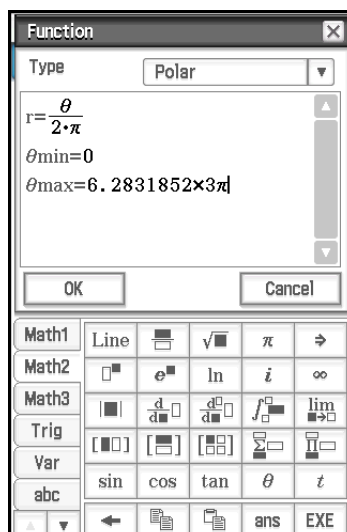 Function
Type Polar
r=θ/2·π
θmin=0
θmax=6.2831852×3π
OK Cancel
Math1 Line √■ π ⇒
Math2 □■ e■ ln i ∞
Math3 |■| d/d■□ d□/d■□ ∫□ lim ■→□
Trig [■□] [■] [■□] Σ□ Π□
Var sin cos tan θ t
abc
← ans EXE